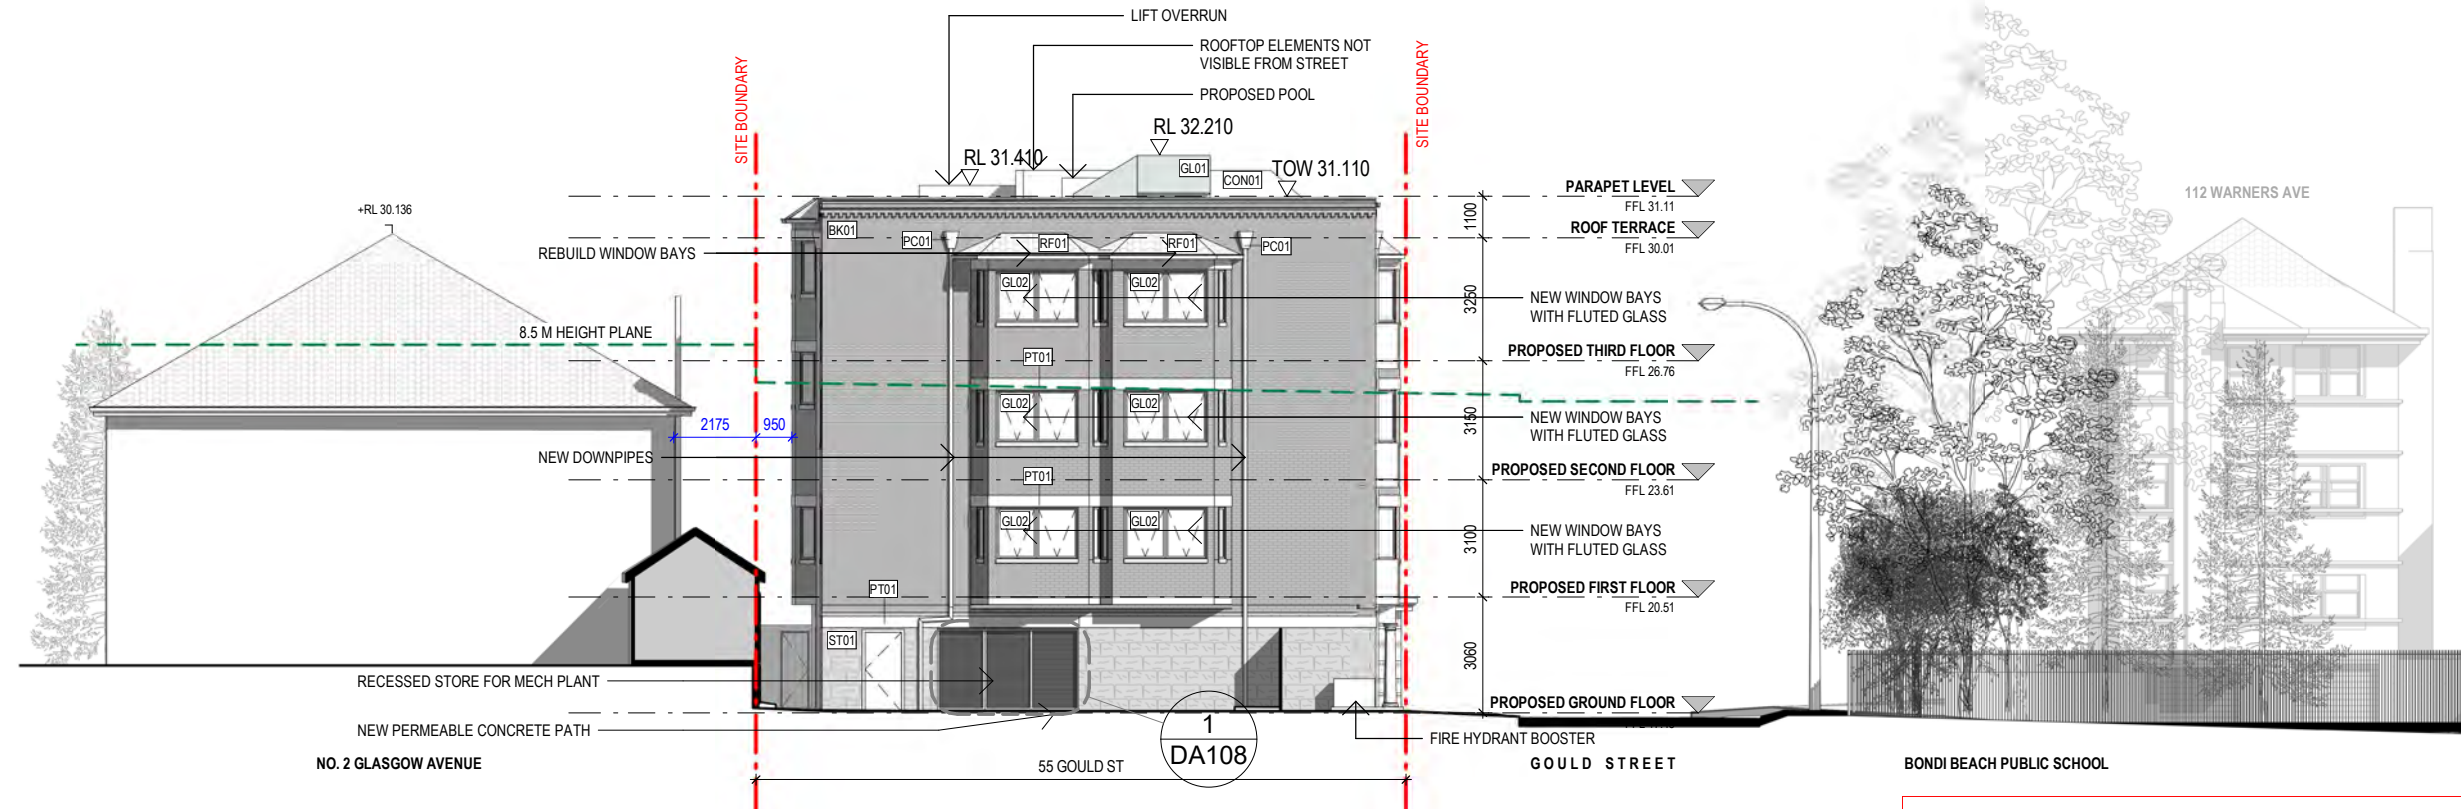 LIFT OVERRUN
ROOFTOP ELEMENTS NOT
VISIBLE FROM STREET
PROPOSED POOL
SITE BOUNDARY
SITE BOUNDARY
RL 32.210
RL 31.410
TOW 31.110
GL01
CON01
PARAPET LEVEL
FFL 31.11
112 WARNERS AVE
+RL 30.136
1100
ROOF TERRACE
FFL 30.01
BK01
PC01
RF01
RF01
PC01
REBUILD WINDOW BAYS
GL02
GL02
NEW WINDOW BAYS
WITH FLUTED GLASS
3250
8.5 M HEIGHT PLANE
PT01
PROPOSED THIRD FLOOR
FFL 26.76
GL02
GL02
NEW WINDOW BAYS
WITH FLUTED GLASS
3150
2175
950
NEW DOWNPIPES
PT01
PROPOSED SECOND FLOOR
FFL 23.61
GL02
GL02
NEW WINDOW BAYS
WITH FLUTED GLASS
3100
PT01
PROPOSED FIRST FLOOR
FFL 20.51
ST01
3060
RECESSED STORE FOR MECH PLANT
PROPOSED GROUND FLOOR
NEW PERMEABLE CONCRETE PATH
1
DA108
FIRE HYDRANT BOOSTER
NO. 2 GLASGOW AVENUE
55 GOULD ST
GOULD STREET
BONDI BEACH PUBLIC SCHOOL